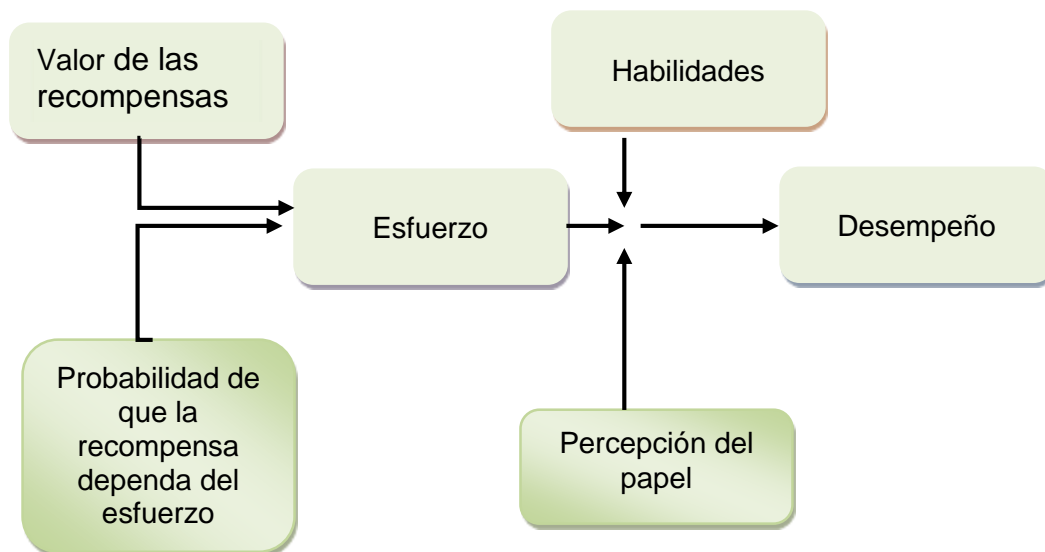 Valor de las
recompensas
Habilidades
Esfuerzo
Desempeño
Probabilidad de
que la
recompensa
dependa del
esfuerzo
Percepción del
papel